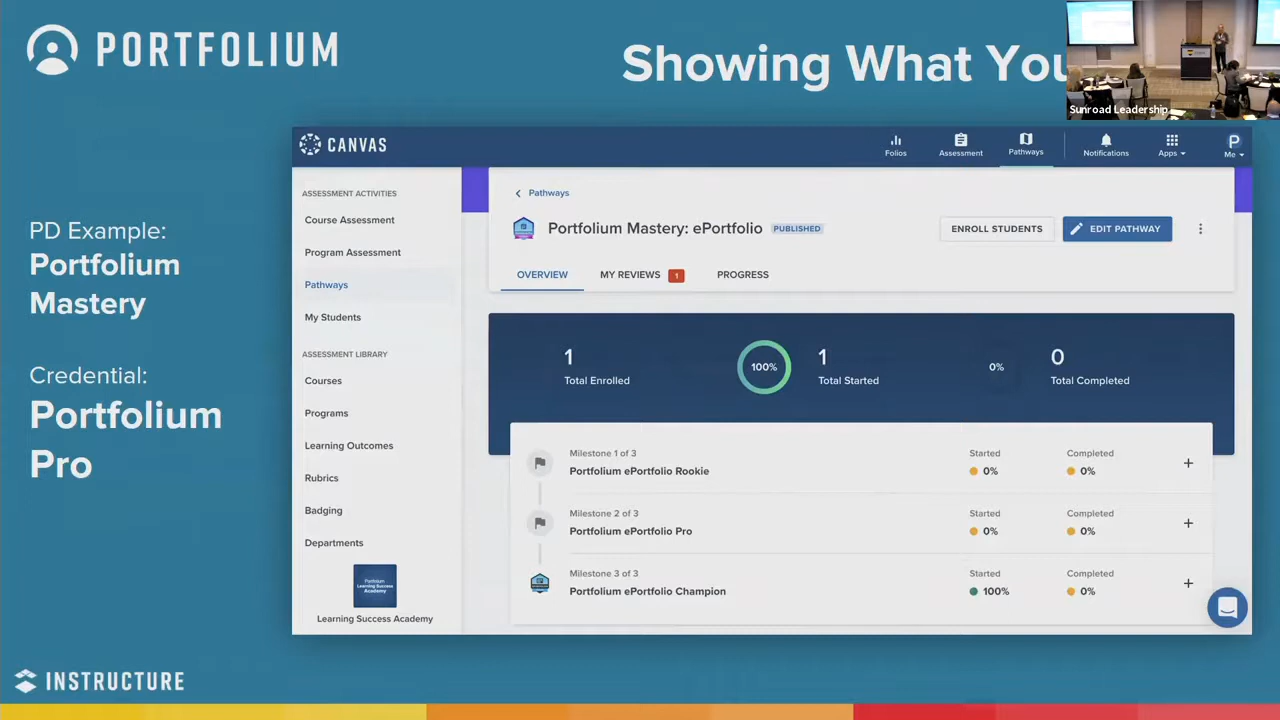 PORTFOLIUM
Showing What You
Sunroad Leadership
CANVAS
Folios
Assessment
Pathways
Notifications
Apps
P
Me
ASSESSMENT ACTIVITIES
Course Assessment
Program Assessment
Pathways
My Students
ASSESSMENT LIBRARY
Courses
Programs
Learning Outcomes
Rubrics
Badging
Departments
Portfolium
Learning Success
Academy
Learning Success Academy
Pathways
Portfolium Mastery: ePortfolio PUBLISHED
ENROLL STUDENTS
EDIT PATHWAY
OVERVIEW
MY REVIEWS 1
PROGRESS
1
Total Enrolled
100%
1
Total Started
0%
0
Total Completed
Milestone 1 of 3
Portfolium ePortfolio Rookie
Started
0%
Completed
0%
Milestone 2 of 3
Portfolium ePortfolio Pro
Started
0%
Completed
0%
Milestone 3 of 3
Portfolium ePortfolio Champion
Started
100%
Completed
0%
PD Example:
Portfolium
Mastery
Credential:
Portfolium
Pro
INSTRUCTURE